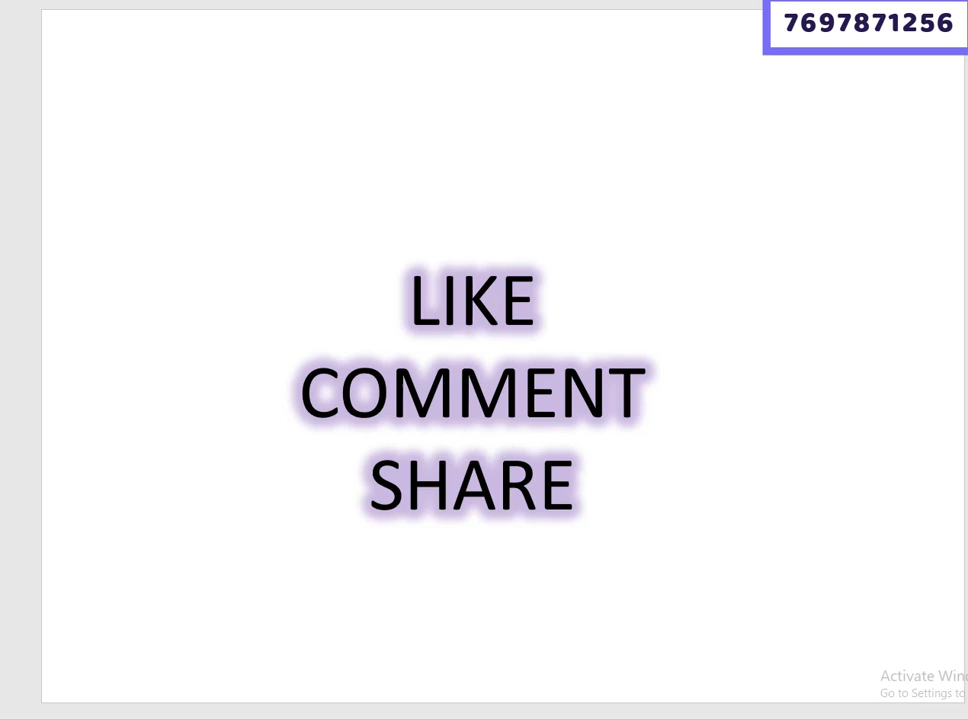 7697871256
LIKE
COMMENT
SHARE
Activate Win
Go to Settings to